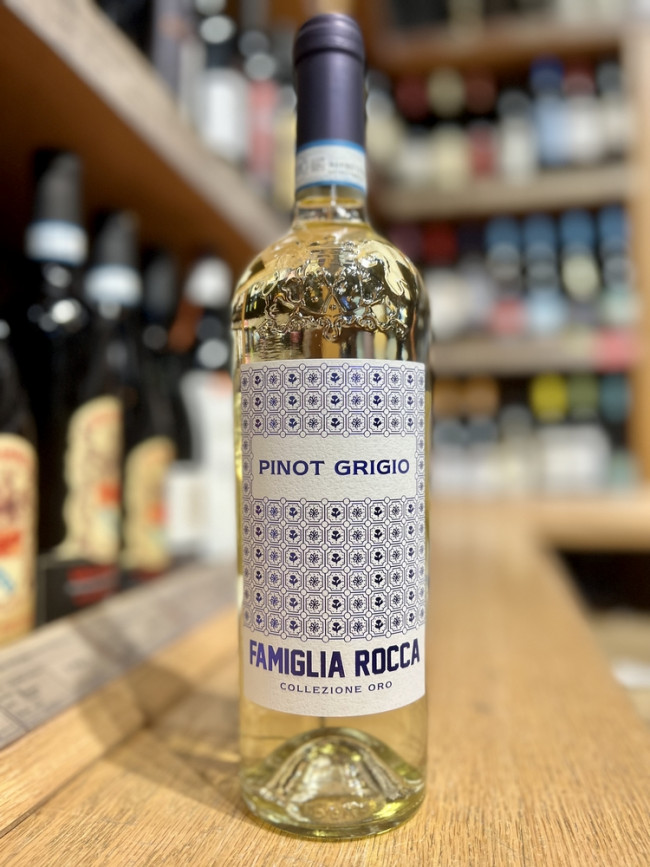 PINOT GRIGIO
FAMIGLIA ROCCA
COLLEZIONE ORO